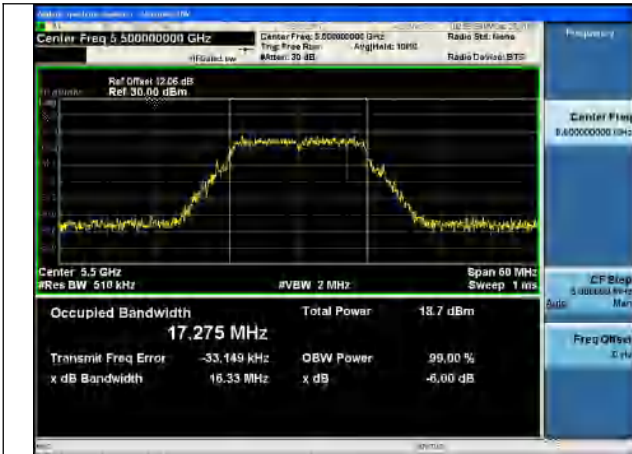 Center Freq 5.500000000 GHz
Center Freq: 5.500000000 GHz
Trig: Free Run
Avg|Hold: 10/10
#Atten: 30 dB
Radio Std: None
Radio Device: BTS
Frequency
Ref Offset 12.06 dB
Ref 30.00 dBm
Center Freq
Center 5.5 GHz
Span 60 MHz
#Res BW 510 kHz
#VBW 2 MHz
Sweep 1 ms
CF Step
Auto Man
Occupied Bandwidth
17.275 MHz
Total Power 18.7 dBm
Transmit Freq Error -33.149 kHz
OBW Power 99.00 %
x dB Bandwidth 16.33 MHz
x dB -6.00 dB
Freq Offset
0 Hz